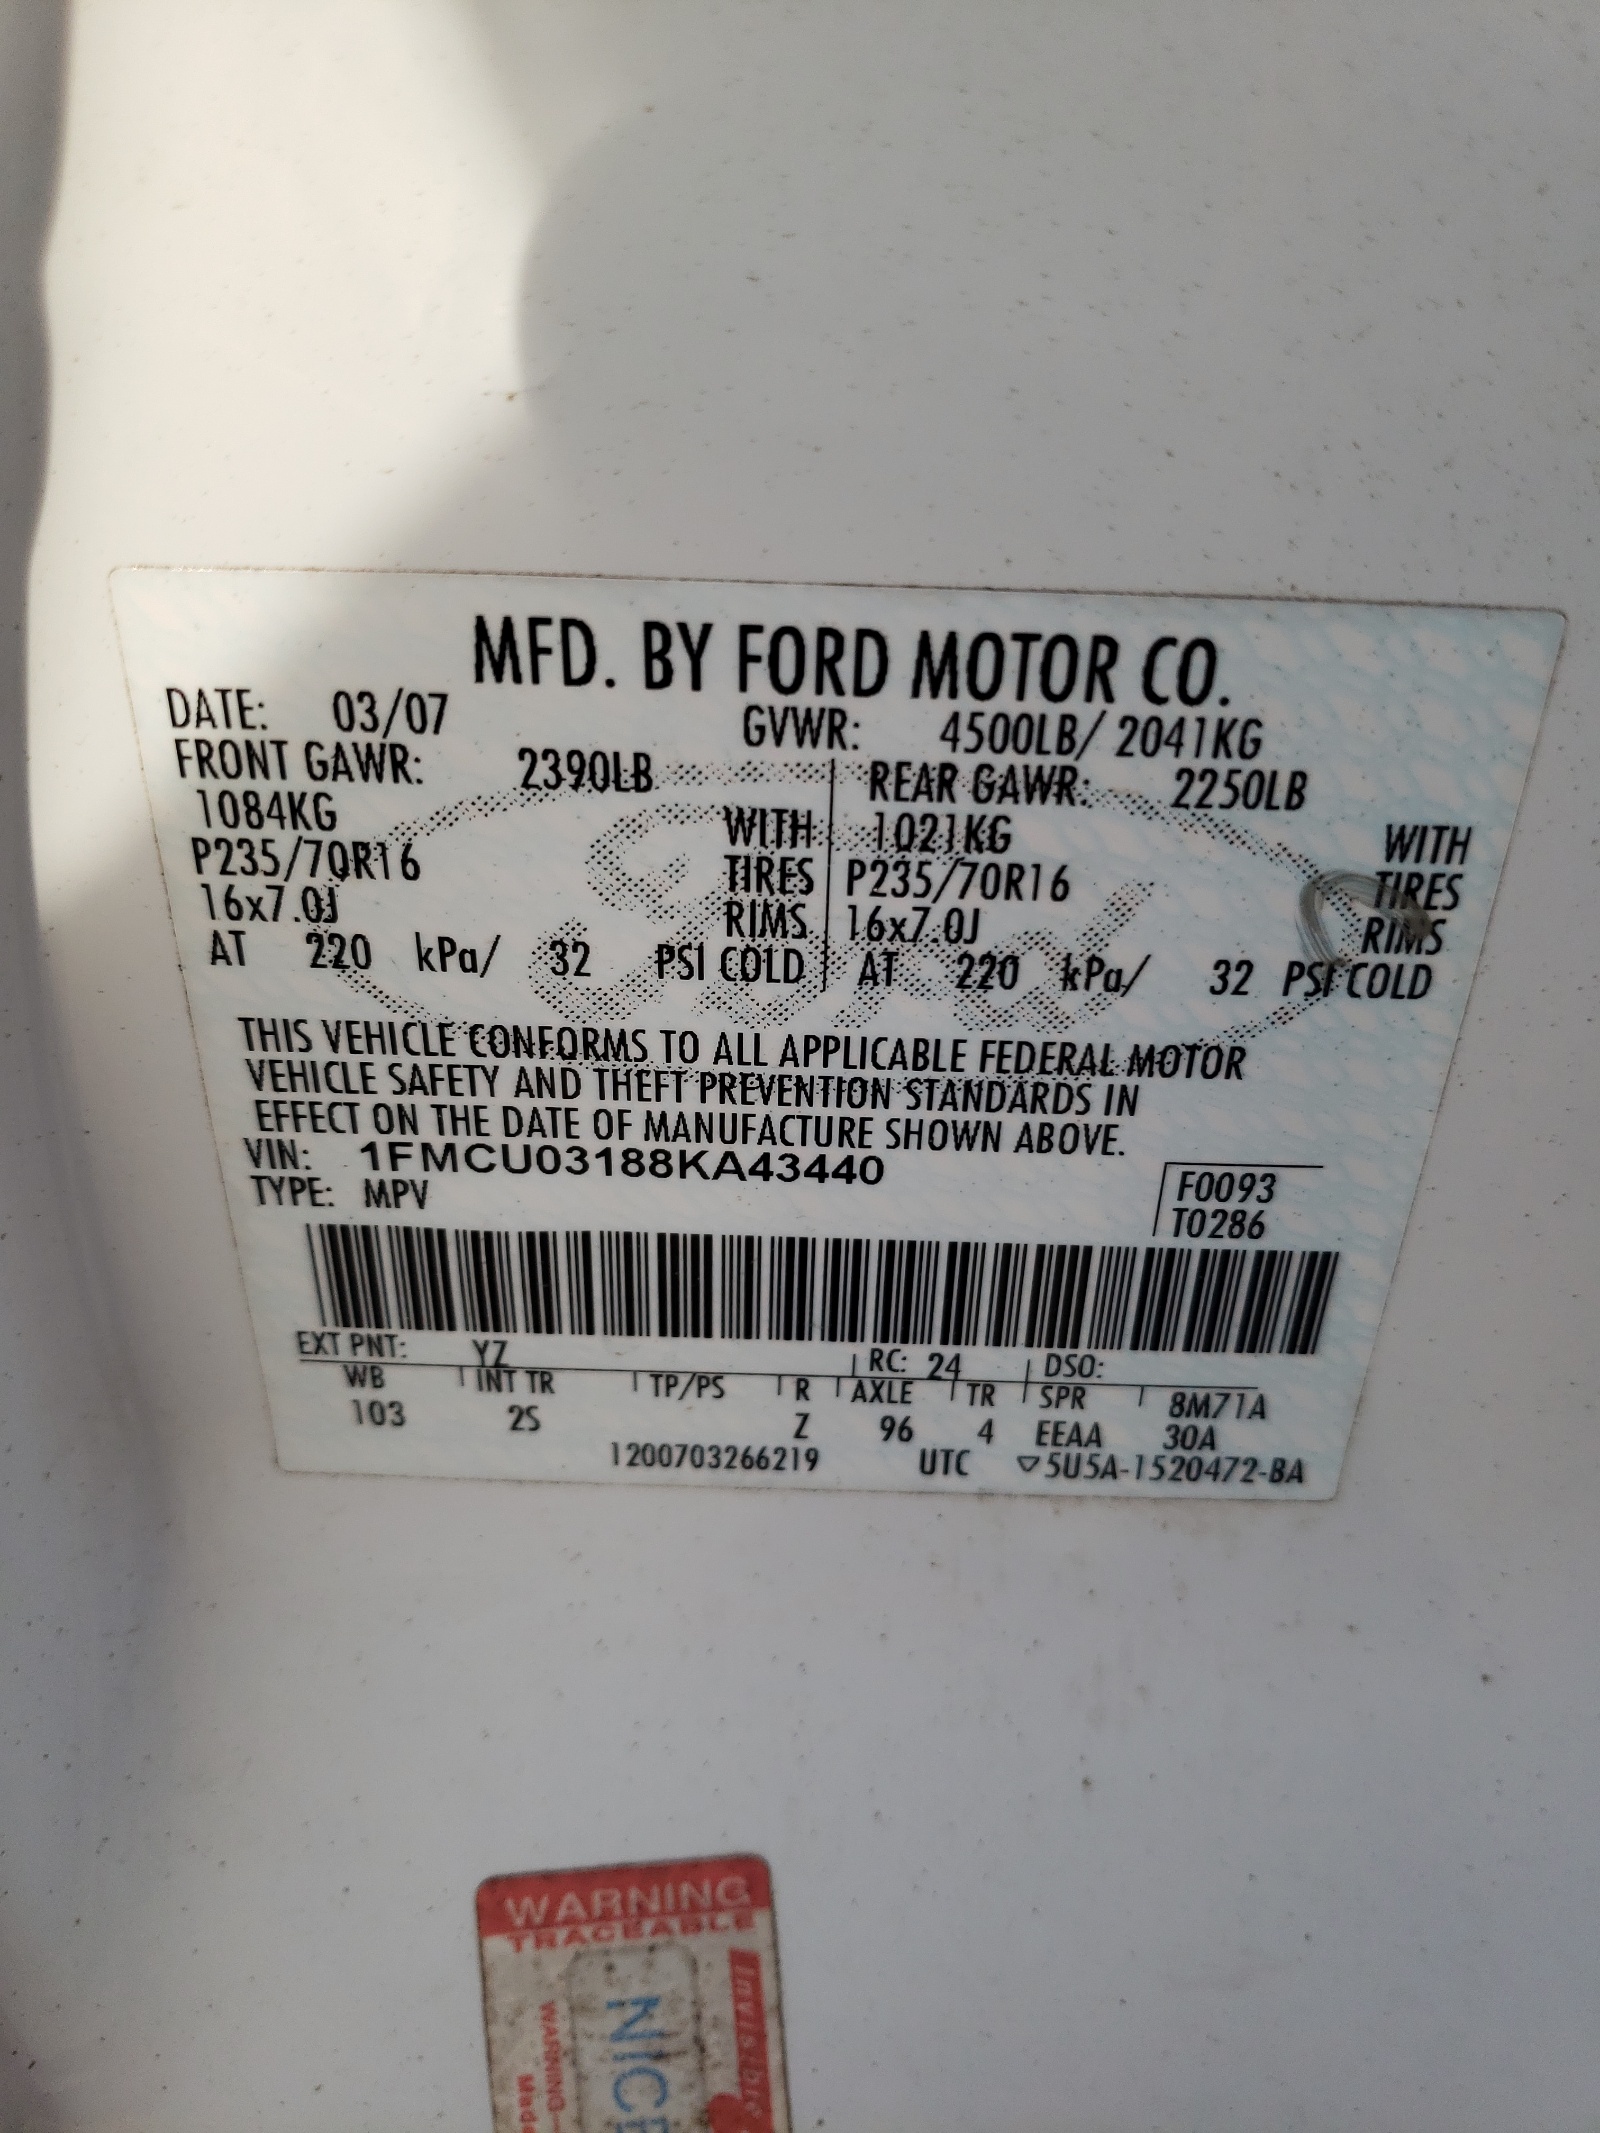 MFD. BY FORD MOTOR CO.
DATE: 03/07 GVWR: 4500LB/ 2041KG
FRONT GAWR: 2390LB REAR GAWR: 2250LB
1084KG WITH 1021KG WITH
P235/70R16 TIRES P235/70R16 TIRES
16x7.0J RIMS 16x7.0J RIMS
AT 220 kPa/ 32 PSI COLD AT 220 kPa/ 32 PSI COLD
THIS VEHICLE CONFORMS TO ALL APPLICABLE FEDERAL MOTOR
VEHICLE SAFETY AND THEFT PREVENTION STANDARDS IN
EFFECT ON THE DATE OF MANUFACTURE SHOWN ABOVE.
VIN: 1FMCU03188KA43440
TYPE: MPV
F0093
T0286
EXT PNT: YZ RC: 24 DSO:
WB INT TR TP/PS R AXLE TR SPR 8M71A
103 2S Z 96 4 EEAA 30A
1200703266219 UTC ▽5U5A-1520472-BA
WARNING
TRACEABLE
Invisible
NICE
WARNING-
Made